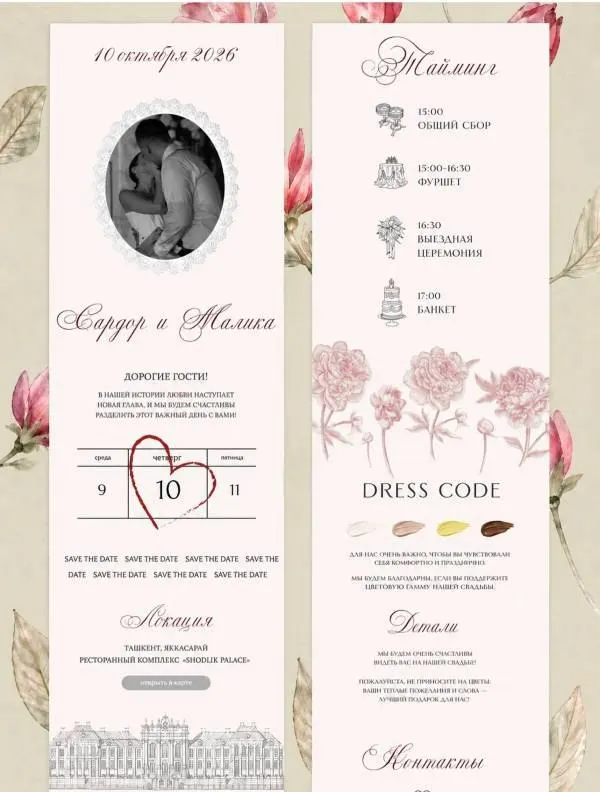 10 октября 2026
Сардор и Малика
ДОРОГИЕ ГОСТИ!
В НАШЕЙ ИСТОРИИ ЛЮБВИ НАСТУПАЕТ
НОВАЯ ГЛАВА, И МЫ БУДЕМ СЧАСТЛИВЫ
РАЗДЕЛИТЬ ЭТОТ ВАЖНЫЙ ДЕНЬ С ВАМИ!
среда четверг пятница
9 10 11
SAVE THE DATE SAVE THE DATE SAVE THE DATE SAVE THE
DATE SAVE THE DATE SAVE THE DATE SAVE THE DATE
Локация
ТАШКЕНТ, ЯККАСАРАЙ
РЕСТОРАННЫЙ КОМПЛЕКС «SHODLIK PALACE»
открыть в карте
Тайминг
15:00
ОБЩИЙ СБОР
15:00-16:30
ФУРШЕТ
16:30
ВЫЕЗДНАЯ
ЦЕРЕМОНИЯ
17:00
БАНКЕТ
DRESS CODE
ДЛЯ НАС ОЧЕНЬ ВАЖНО, ЧТОБЫ ВЫ ЧУВСТВОВАЛИ
СЕБЯ КОМФОРТНО И ПРАЗДНИЧНО.
МЫ БУДЕМ БЛАГОДАРНЫ, ЕСЛИ ВЫ ПОДДЕРЖИТЕ
ЦВЕТОВУЮ ГАММУ НАШЕЙ СВАДЬБЫ.
Детали
МЫ БУДЕМ ОЧЕНЬ СЧАСТЛИВЫ
ВИДЕТЬ ВАС НА НАШЕЙ СВАДЬБЕ!
ПОЖАЛУЙСТА, НЕ ПРИНОСИТЕ НА ЦВЕТЫ:
ВАШИ ТЕПЛЫЕ ПОЖЕЛАНИЯ И СЛОВА —
ЛУЧШИЙ ПОДАРОК ДЛЯ НАС!
Контакты